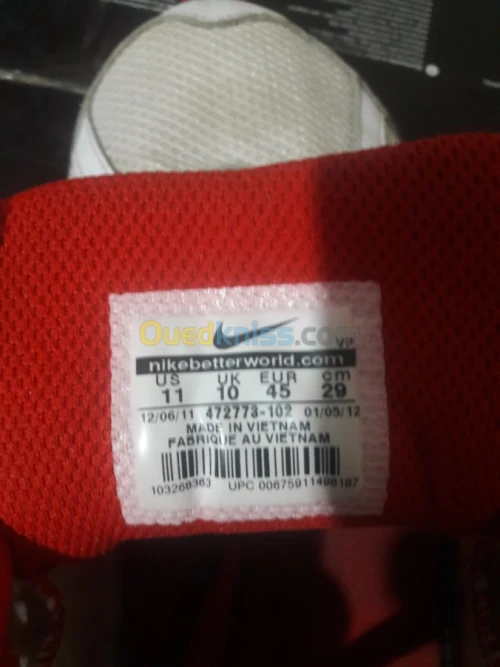 Ouedkniss.com
VP
nikebetterworld.com
US UK EUR cm
11 10 45 29
12/06/11 472773-102 01/05/12
MADE IN VIETNAM
FABRIQUE AU VIETNAM
103268363 UPC 00675911498187